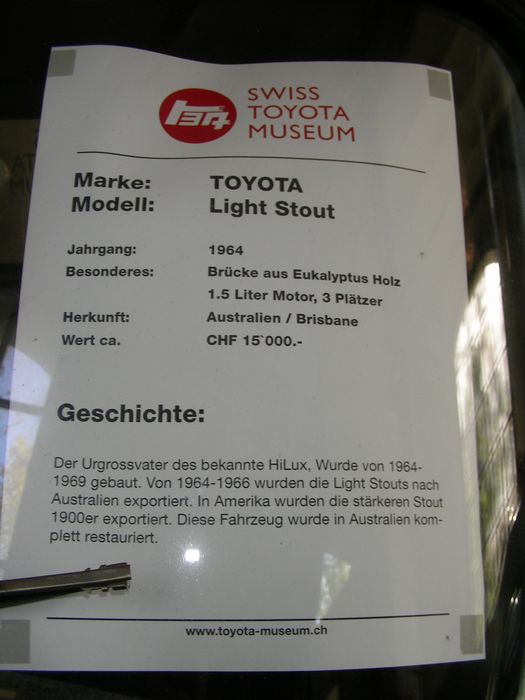 SWISS
TOYOTA
MUSEUM
Marke: TOYOTA
Modell: Light Stout
Jahrgang: 1964
Besonderes: Brücke aus Eukalyptus Holz
1.5 Liter Motor, 3 Plätzer
Herkunft: Australien / Brisbane
Wert ca. CHF 15`000.-
Geschichte:
Der Urgrossvater des bekannte HiLux, Wurde von 1964-
1969 gebaut. Von 1964-1966 wurden die Light Stouts nach
Australien exportiert. In Amerika wurden die stärkeren Stout
1900er exportiert. Diese Fahrzeug wurde in Australien kom-
plett restauriert.
www.toyota-museum.ch